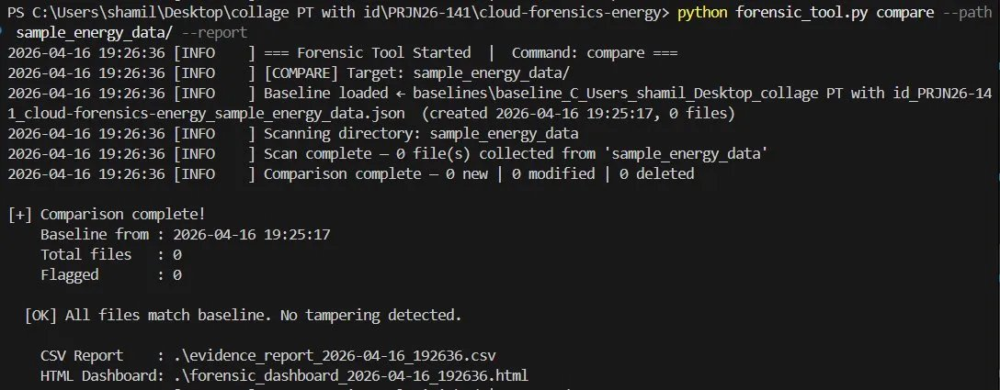 PS C:\Users\shamil\Desktop\collage PT with id\PRJN26-141\cloud-forensics-energy> python forensic_tool.py compare --path
 sample_energy_data/ --report
2026-04-16 19:26:36 [INFO    ] === Forensic Tool Started  |  Command: compare ===
2026-04-16 19:26:36 [INFO    ] [COMPARE] Target: sample_energy_data/
2026-04-16 19:26:36 [INFO    ] Baseline loaded ← baselines\baseline_C_Users_shamil_Desktop_collage PT with id_PRJN26-14
1_cloud-forensics-energy_sample_energy_data.json  (created 2026-04-16 19:25:17, 0 files)
2026-04-16 19:26:36 [INFO    ] Scanning directory: sample_energy_data
2026-04-16 19:26:36 [INFO    ] Scan complete — 0 file(s) collected from 'sample_energy_data'
2026-04-16 19:26:36 [INFO    ] Comparison complete — 0 new | 0 modified | 0 deleted
[+] Comparison complete!
    Baseline from : 2026-04-16 19:25:17
    Total files   : 0
    Flagged       : 0
  [OK] All files match baseline. No tampering detected.
    CSV Report    : .\evidence_report_2026-04-16_192636.csv
    HTML Dashboard: .\forensic_dashboard_2026-04-16_192636.html